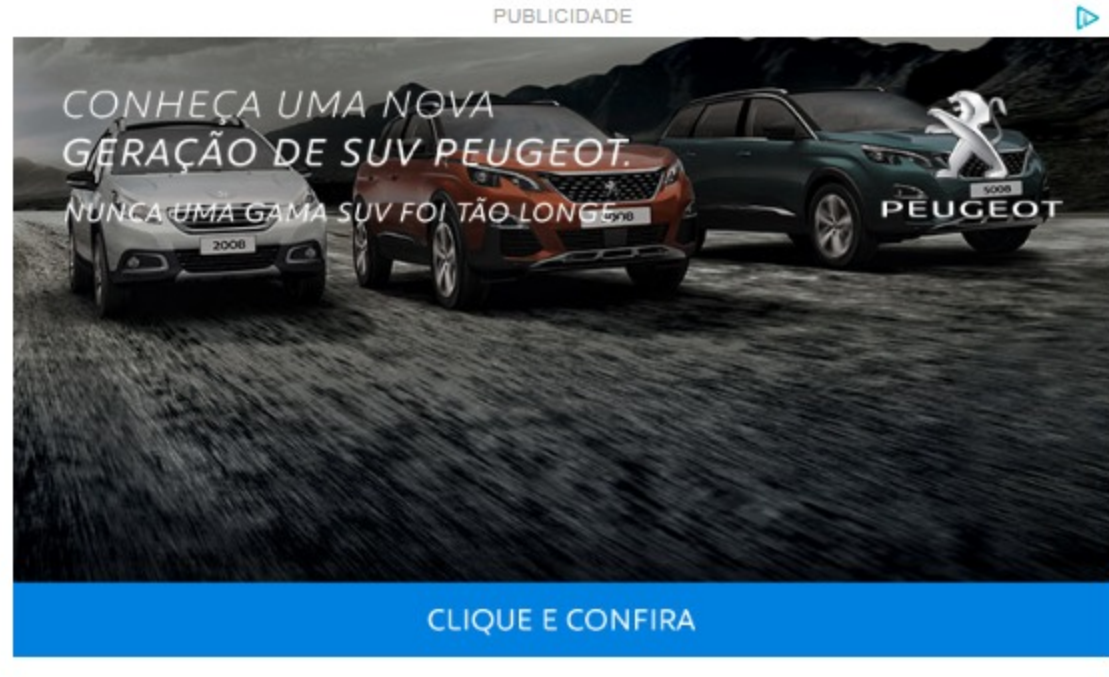 PUBLICIDADE
CONHEÇA UMA NOVA
GERAÇÃO DE SUV PEUGEOT.
NUNCA UMA GAMA SUV FOI TÃO LONGE.
2008
5008
PEUGEOT
CLIQUE E CONFIRA